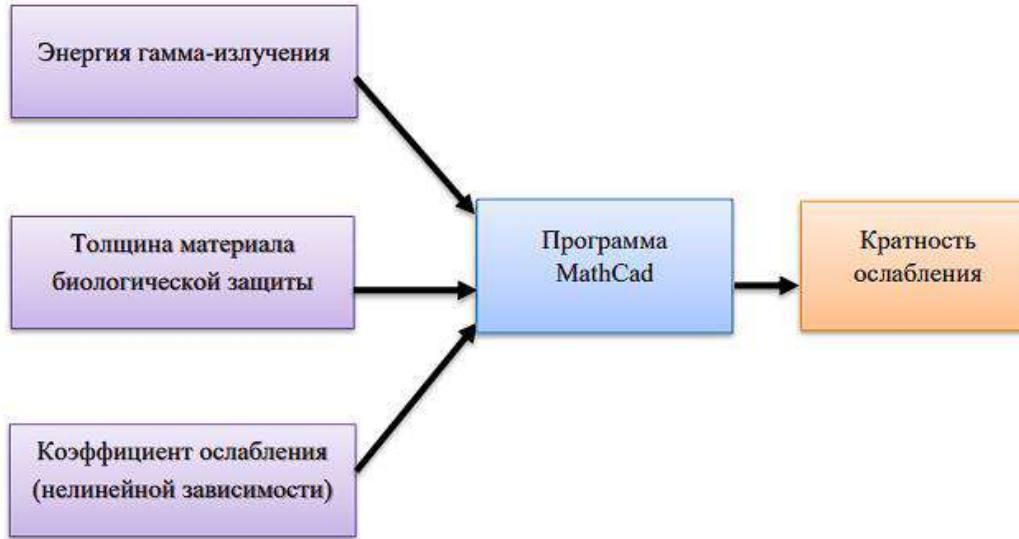 Энергия гамма-излучения
Толщина материала
биологической защиты
Коэффициент ослабления
(нелинейной зависимости)
Программа
MathCad
Кратность
ослабления